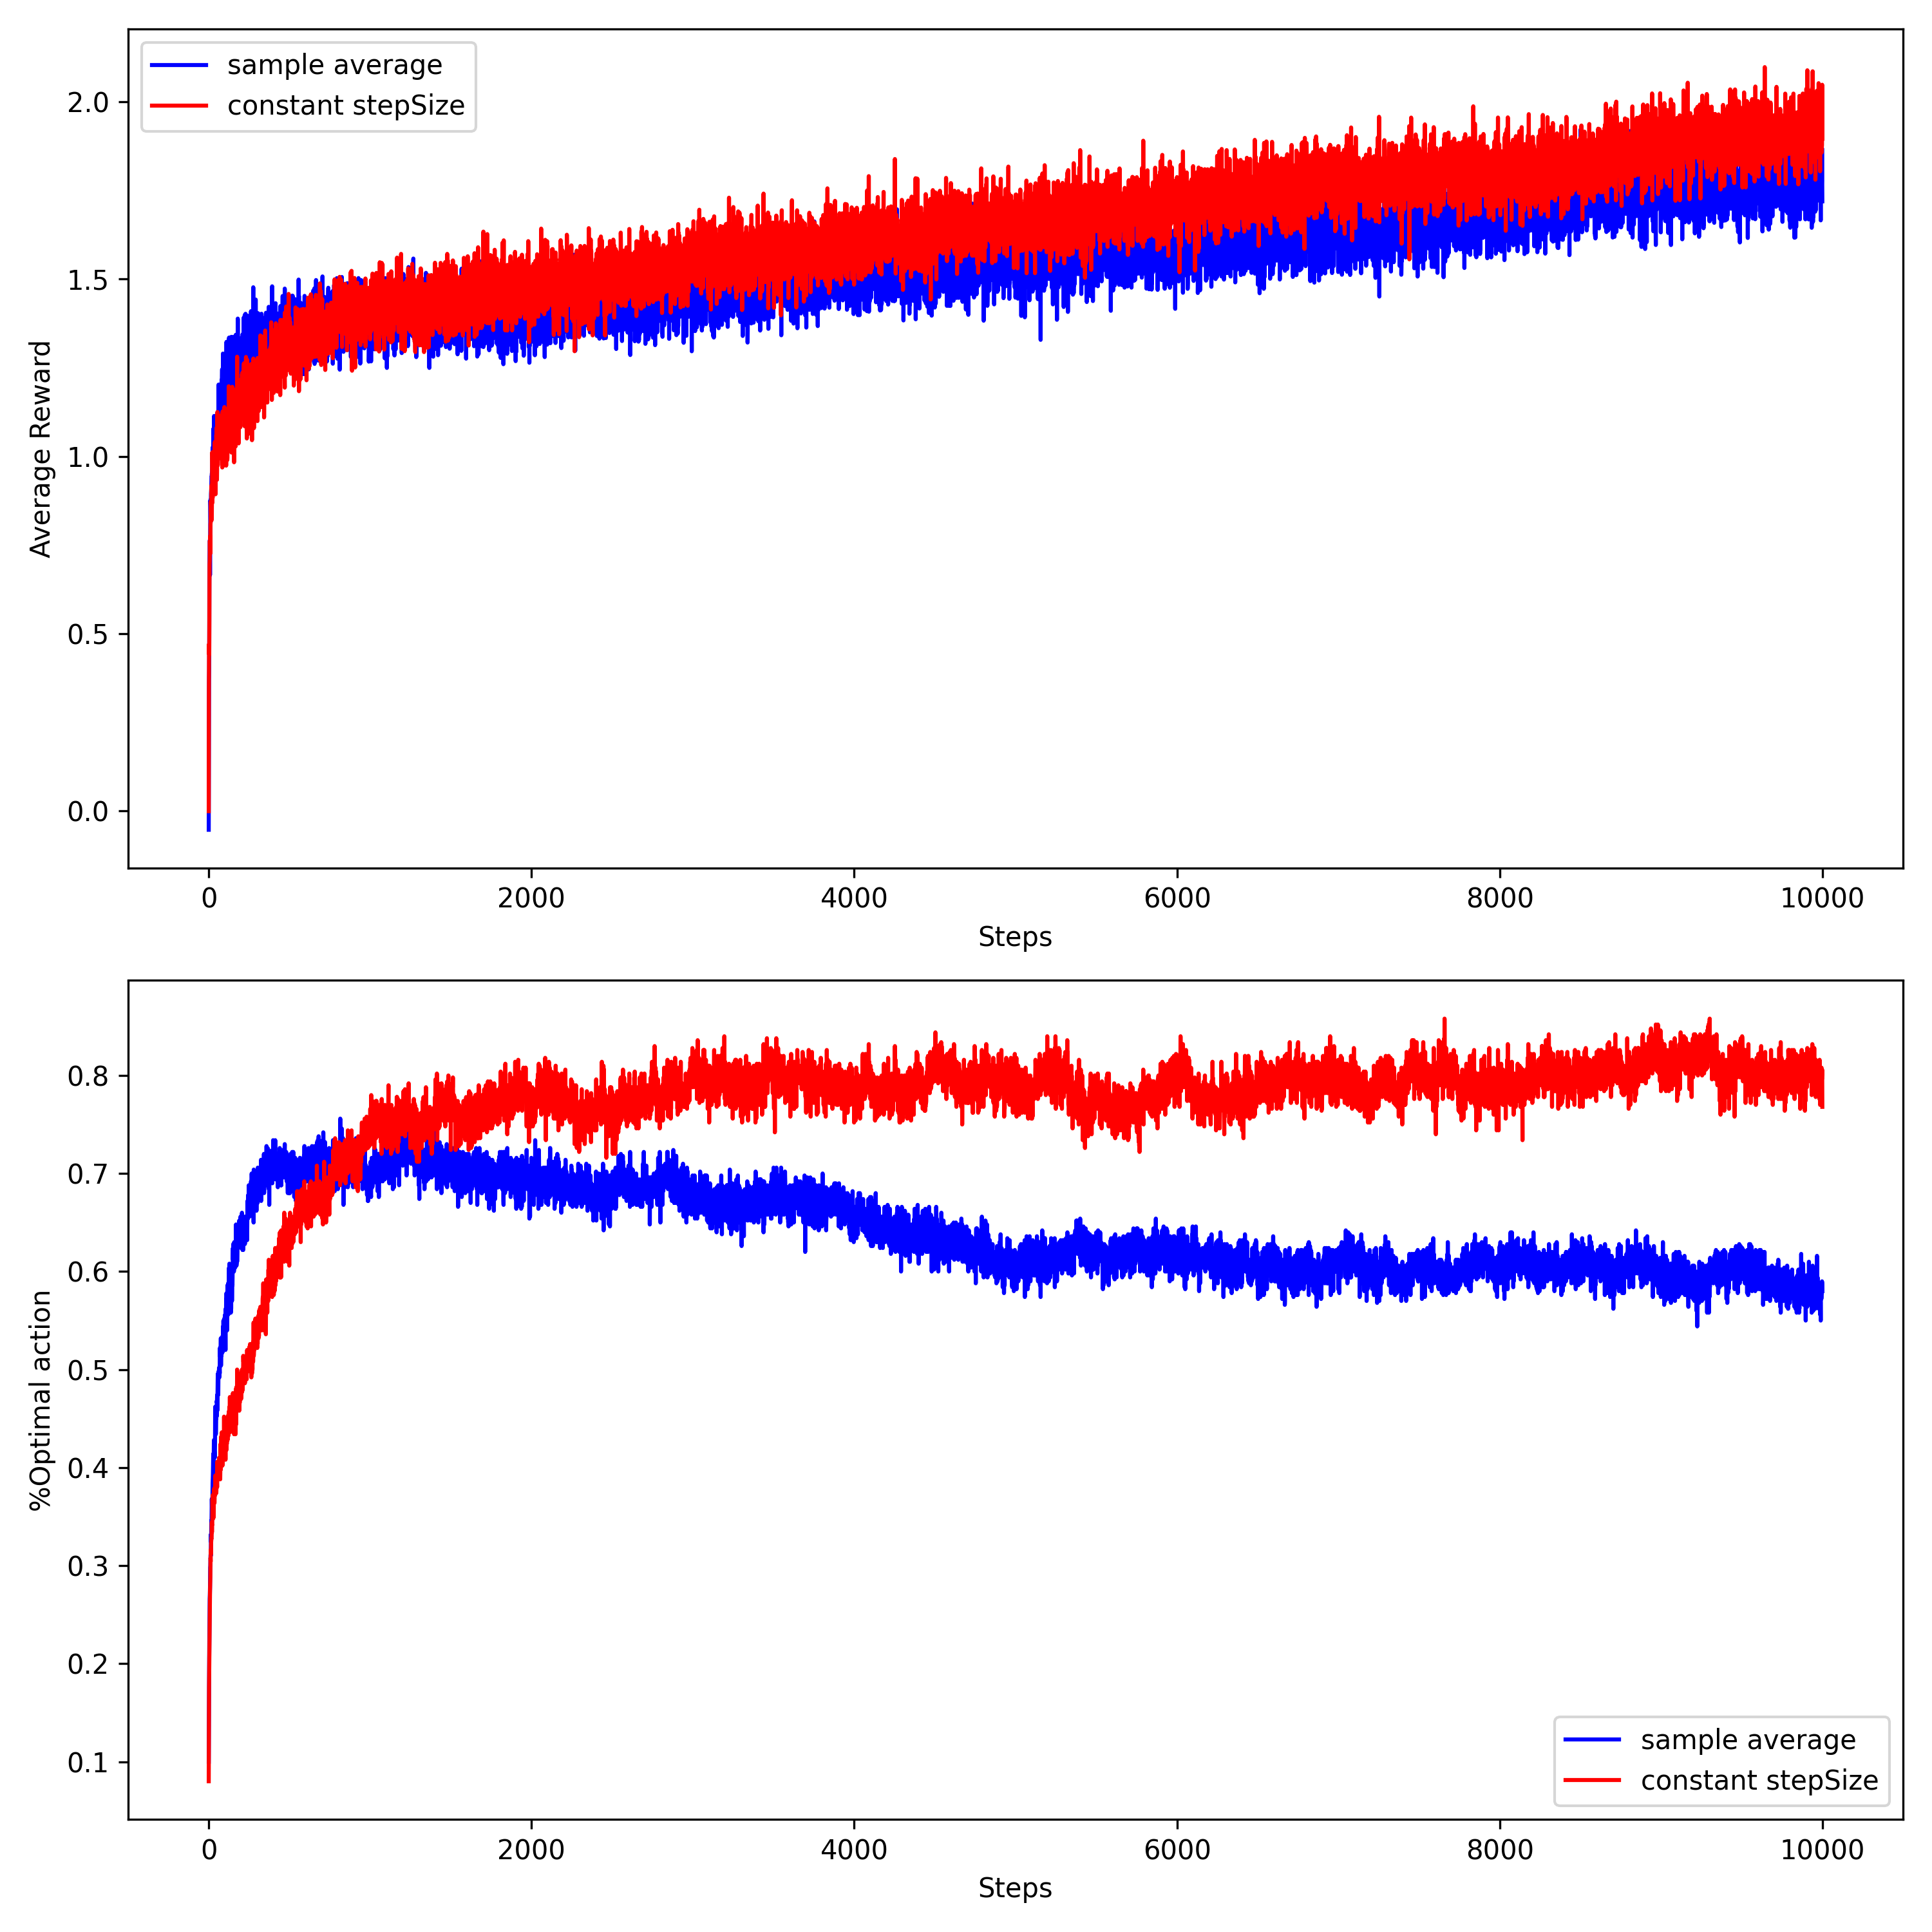 sample average
constant stepSize
2.0
1.5
1.0
0.5
0.0
Average Reward
0 2000 4000 6000 8000 10000
Steps
0.8
0.7
0.6
0.5
0.4
0.3
0.2
0.1
%Optimal action
sample average
constant stepSize
0 2000 4000 6000 8000 10000
Steps